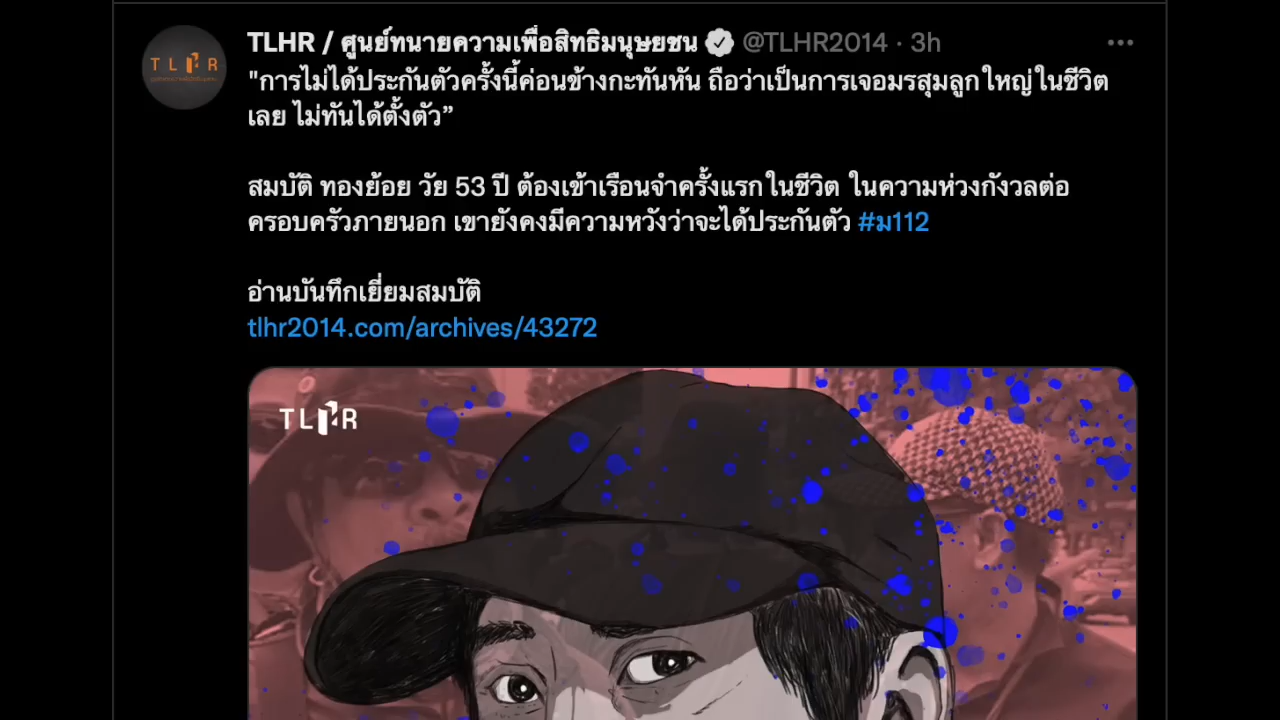 TLHR
TLHR / ศูนย์ทนายความเพื่อสิทธิมนุษยชน @TLHR2014 · 3h
"การไม่ได้ประกันตัวครั้งนี้ค่อนข้างกะทันหัน ถือว่าเป็นการเจอมรสุมลูกใหญ่ในชีวิต
เลย ไม่ทันได้ตั้งตัว”
สมบัติ ทองย้อย วัย 53 ปี ต้องเข้าเรือนจำครั้งแรกในชีวิต ในความห่วงกังวลต่อ
ครอบครัวภายนอก เขายังคงมีความหวังว่าจะได้ประกันตัว #ม112
อ่านบันทึกเยี่ยมสมบัติ
tlhr2014.com/archives/43272
TLHR